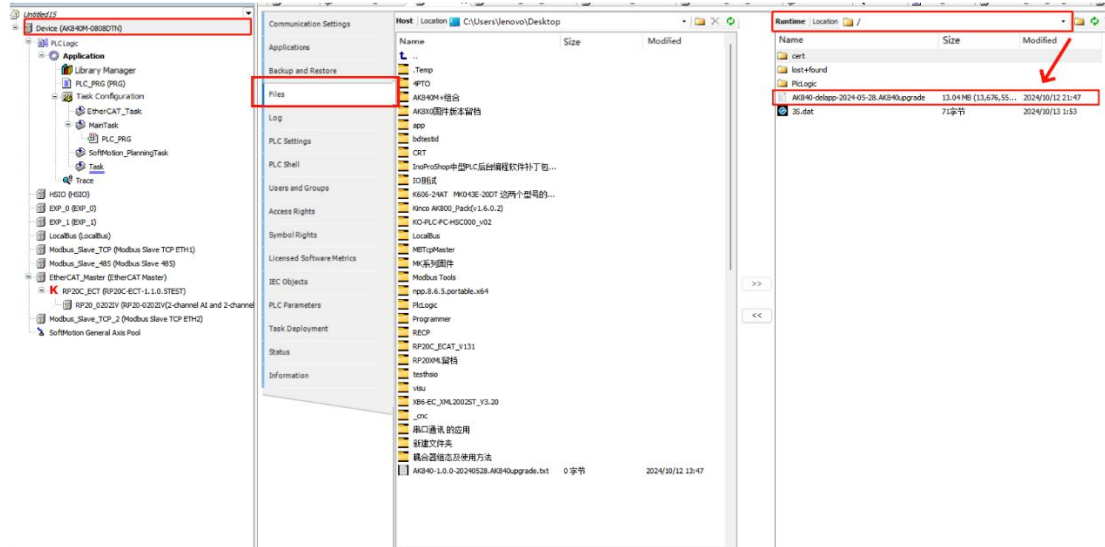 Untitled15
Device (AK840M-0808DTN)
PLC Logic
Application
Library Manager
PLC_PRG (PRG)
Task Configuration
EtherCAT_Task
MainTask
PLC_PRG
SoftMotion_PlanningTask
Task
Trace
HSIO (HSIO)
EXP_0 (EXP_0)
EXP_1 (EXP_1)
LocalBus (LocalBus)
Modbus_Slave_TCP (Modbus Slave TCP ETH1)
Modbus_Slave_485 (Modbus Slave 485)
EtherCAT_Master (EtherCAT Master)
RP20C_ECT (RP20C-ECT-1.1.0.5TEST)
RP20_0202IV (RP20-0202IV(2-channel AI and 2-channel
Modbus_Slave_TCP_2 (Modbus Slave TCP ETH2)
SoftMotion General Axis Pool
Communication Settings
Applications
Backup and Restore
Files
Log
PLC Settings
PLC Shell
Users and Groups
Access Rights
Symbol Rights
Licensed Software Metrics
IEC Objects
PLC Parameters
Task Deployment
Status
Information
Host Location C:\Users\lenovo\Desktop
Name Size Modified
..
.Temp
4PTO
AK840M+组合
AK8X0固件版本留档
app
bdtestid
CRT
InoProShop中型PLC后台编程软件补丁包...
IO测试
K606-24AT MK043E-20DT 这两个型号的...
Kinco AK800_Pack(v1.6.0.2)
KO-PLC-FC-HSC000_v02
LocalBus
MBTcpMaster
MK系列固件
Modbus Tools
npp.8.6.5.portable.x64
PlcLogic
Programmer
RECP
RP20C_ECAT_V131
RP20XML留档
testhsio
visu
XB6-EC_XML2002ST_V3.20
_cnc
串口通讯 的应用
新建文件夹
耦合器组态及使用方法
AK840-1.0.0-20240528.AK840upgrade.txt 0 字节 2024/10/12 13:47
>>
<<
Runtime Location /
Name Size Modified
cert
lost+found
PlcLogic
AK840-delapp-2024-05-28.AK840upgrade 13.04 MB (13,676,55... 2024/10/12 21:47
3S.dat 71字节 2024/10/13 1:53